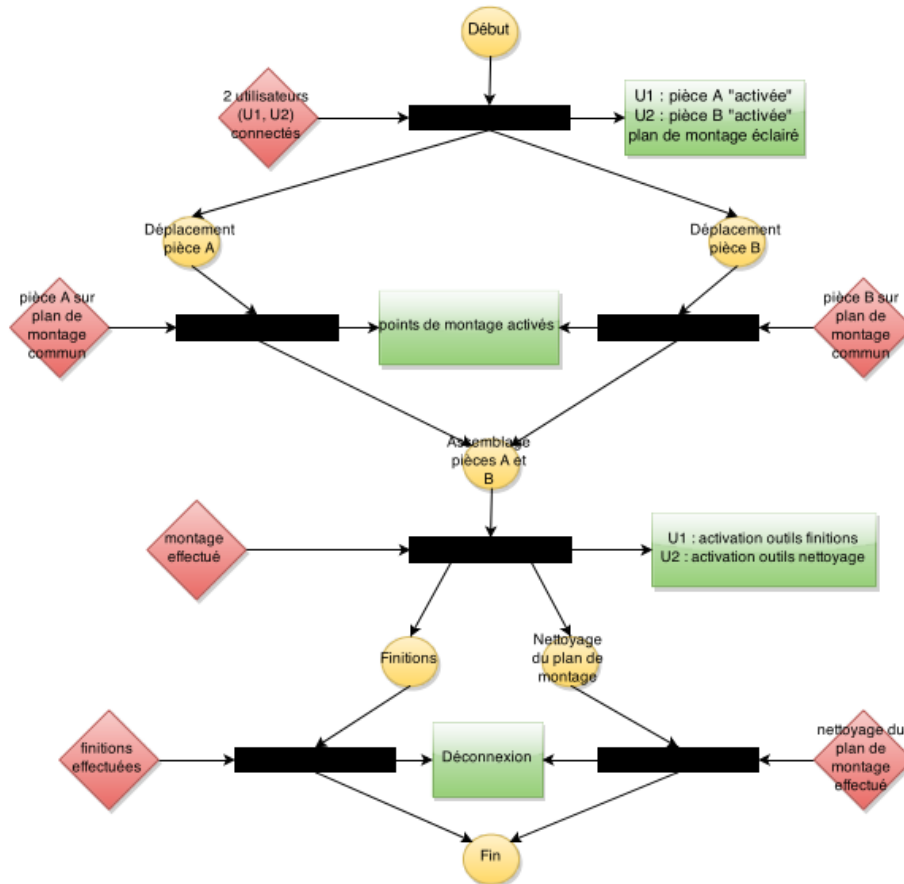 Début
2 utilisateurs
(U1, U2)
connectés
U1 : pièce A "activée"
U2 : pièce B "activée"
plan de montage éclairé
Déplacement
pièce A
Déplacement
pièce B
pièce A sur
plan de
montage
commun
points de montage activés
pièce B sur
plan de
montage
commun
Assemblage
pièces A et
B
montage
effectué
U1 : activation outils finitions
U2 : activation outils nettoyage
Finitions
Nettoyage
du plan de
montage
finitions
effectuées
Déconnexion
nettoyage du
plan de
montage
effectué
Fin